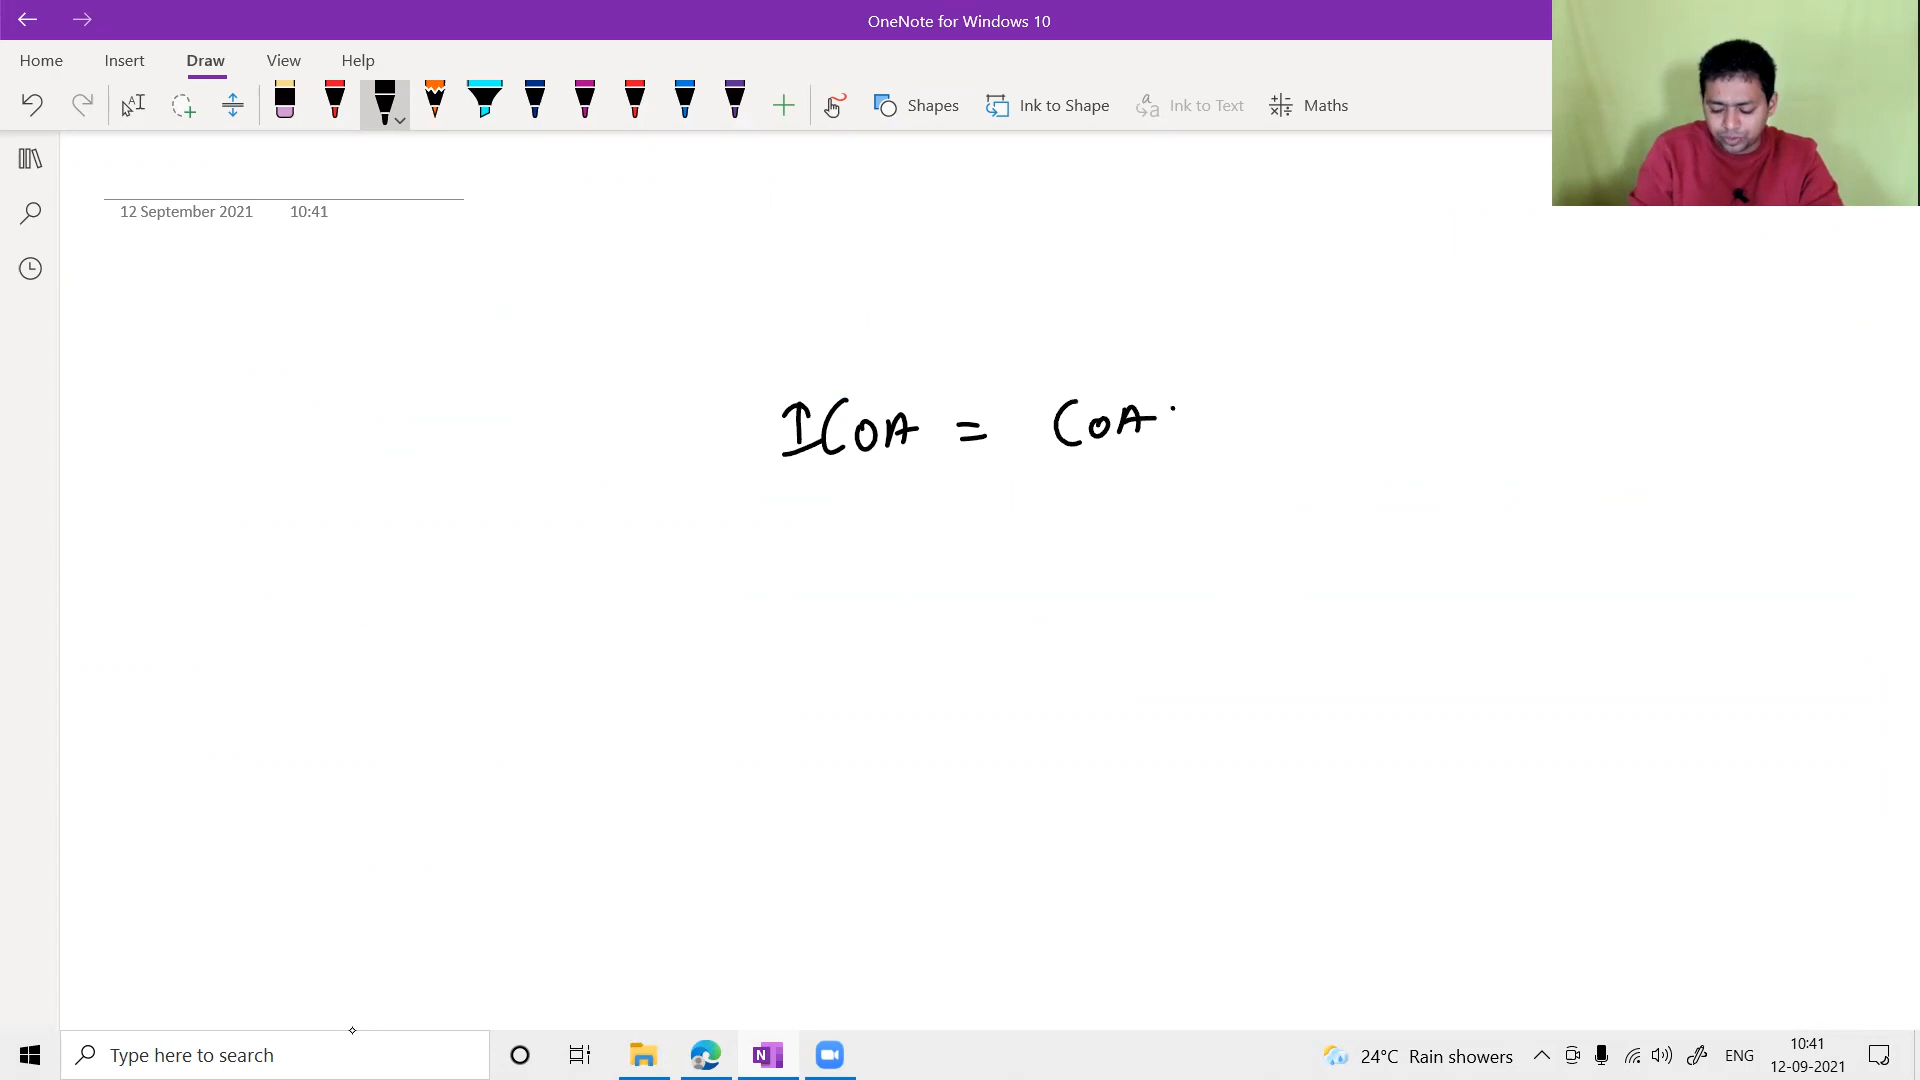 OneNote for Windows 10
Home Insert Draw View Help
Shapes Ink to Shape Ink to Text Maths
12 September 2021 10:41
ICOA = COA
Type here to search
24°C Rain showers ENG 10:41
12-09-2021